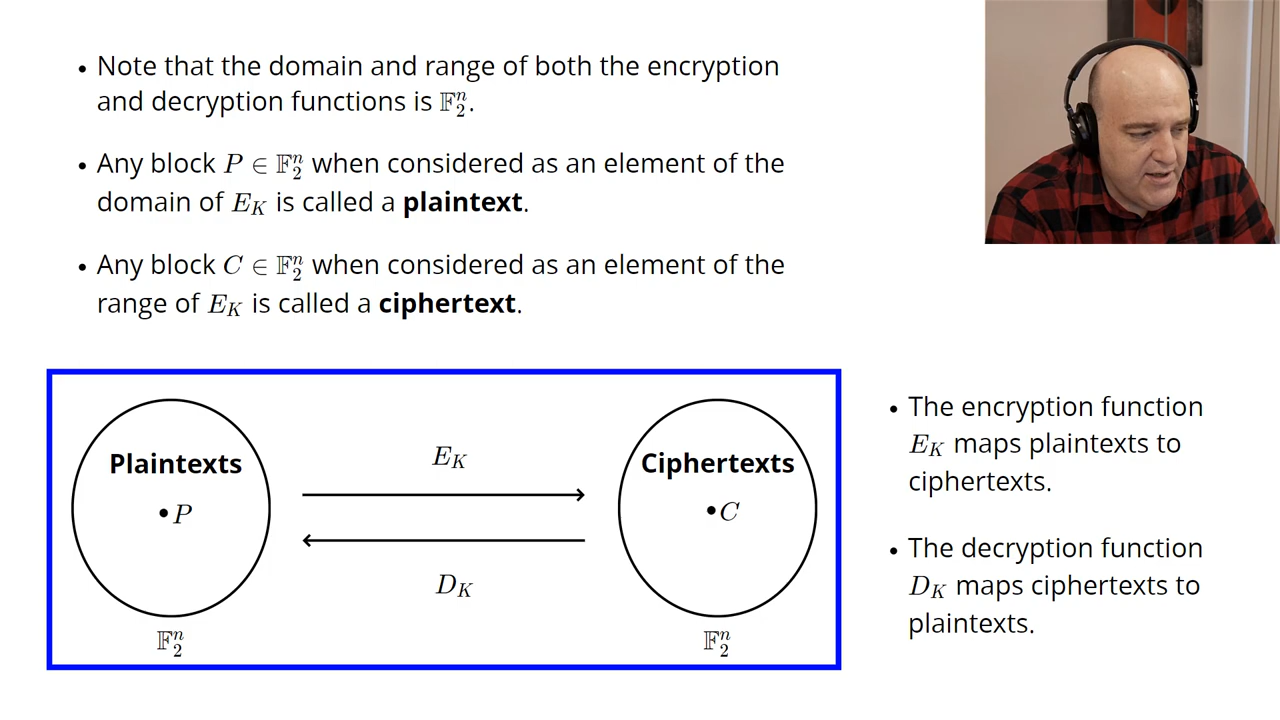 • Note that the domain and range of both the encryption
and decryption functions is 𝔽₂ⁿ.
• Any block P ∈ 𝔽₂ⁿ when considered as an element of the
domain of E_K is called a plaintext.
• Any block C ∈ 𝔽₂ⁿ when considered as an element of the
range of E_K is called a ciphertext.
Plaintexts
•P
𝔽₂ⁿ
E_K
D_K
Ciphertexts
•C
𝔽₂ⁿ
• The encryption function
E_K maps plaintexts to
ciphertexts.
• The decryption function
D_K maps ciphertexts to
plaintexts.